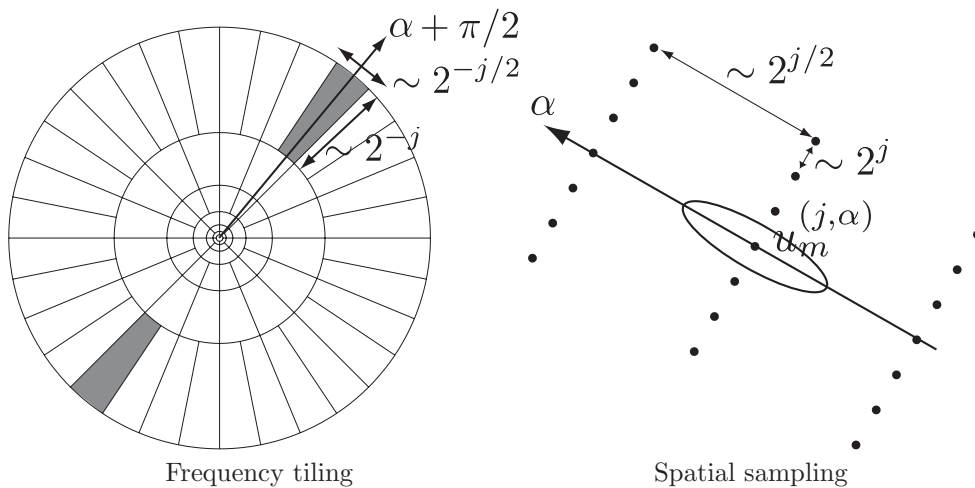 α + π/2
∼ 2^{-j/2}
∼ 2^{-j}
Frequency tiling
∼ 2^{j/2}
α
∼ 2^{j}
u_m^{(j,α)}
Spatial sampling